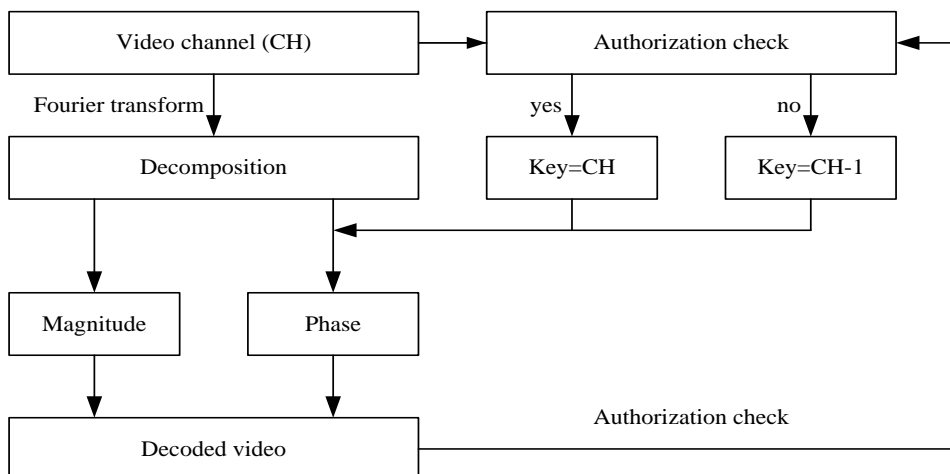 Video channel (CH)
Authorization check
Fourier transform
yes
no
Decomposition
Key=CH
Key=CH-1
Magnitude
Phase
Authorization check
Decoded video